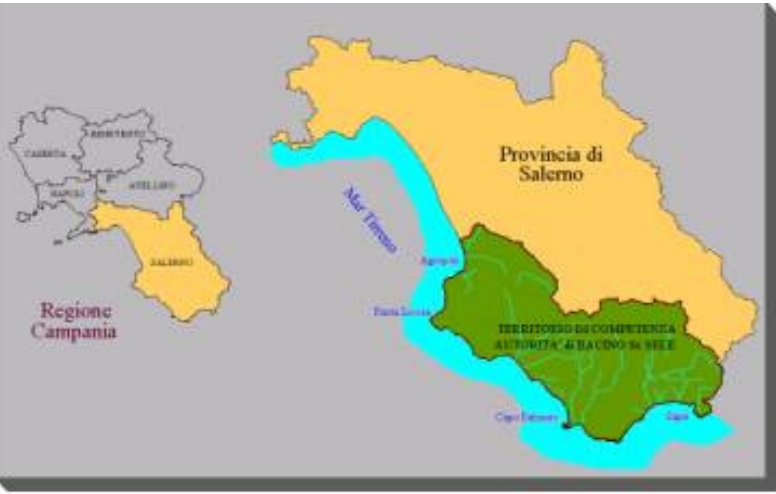 BENEVENTO
CASERTA
AVELLINO
NAPOLI
SALERNO
Regione
Campania
Provincia di
Salerno
Mar Tirreno
Agropoli
Punta Licosa
TERRITORIO DI COMPETENZA
AUTORITA' di BACINO Sx SELE
Capo Palinuro
Sapri